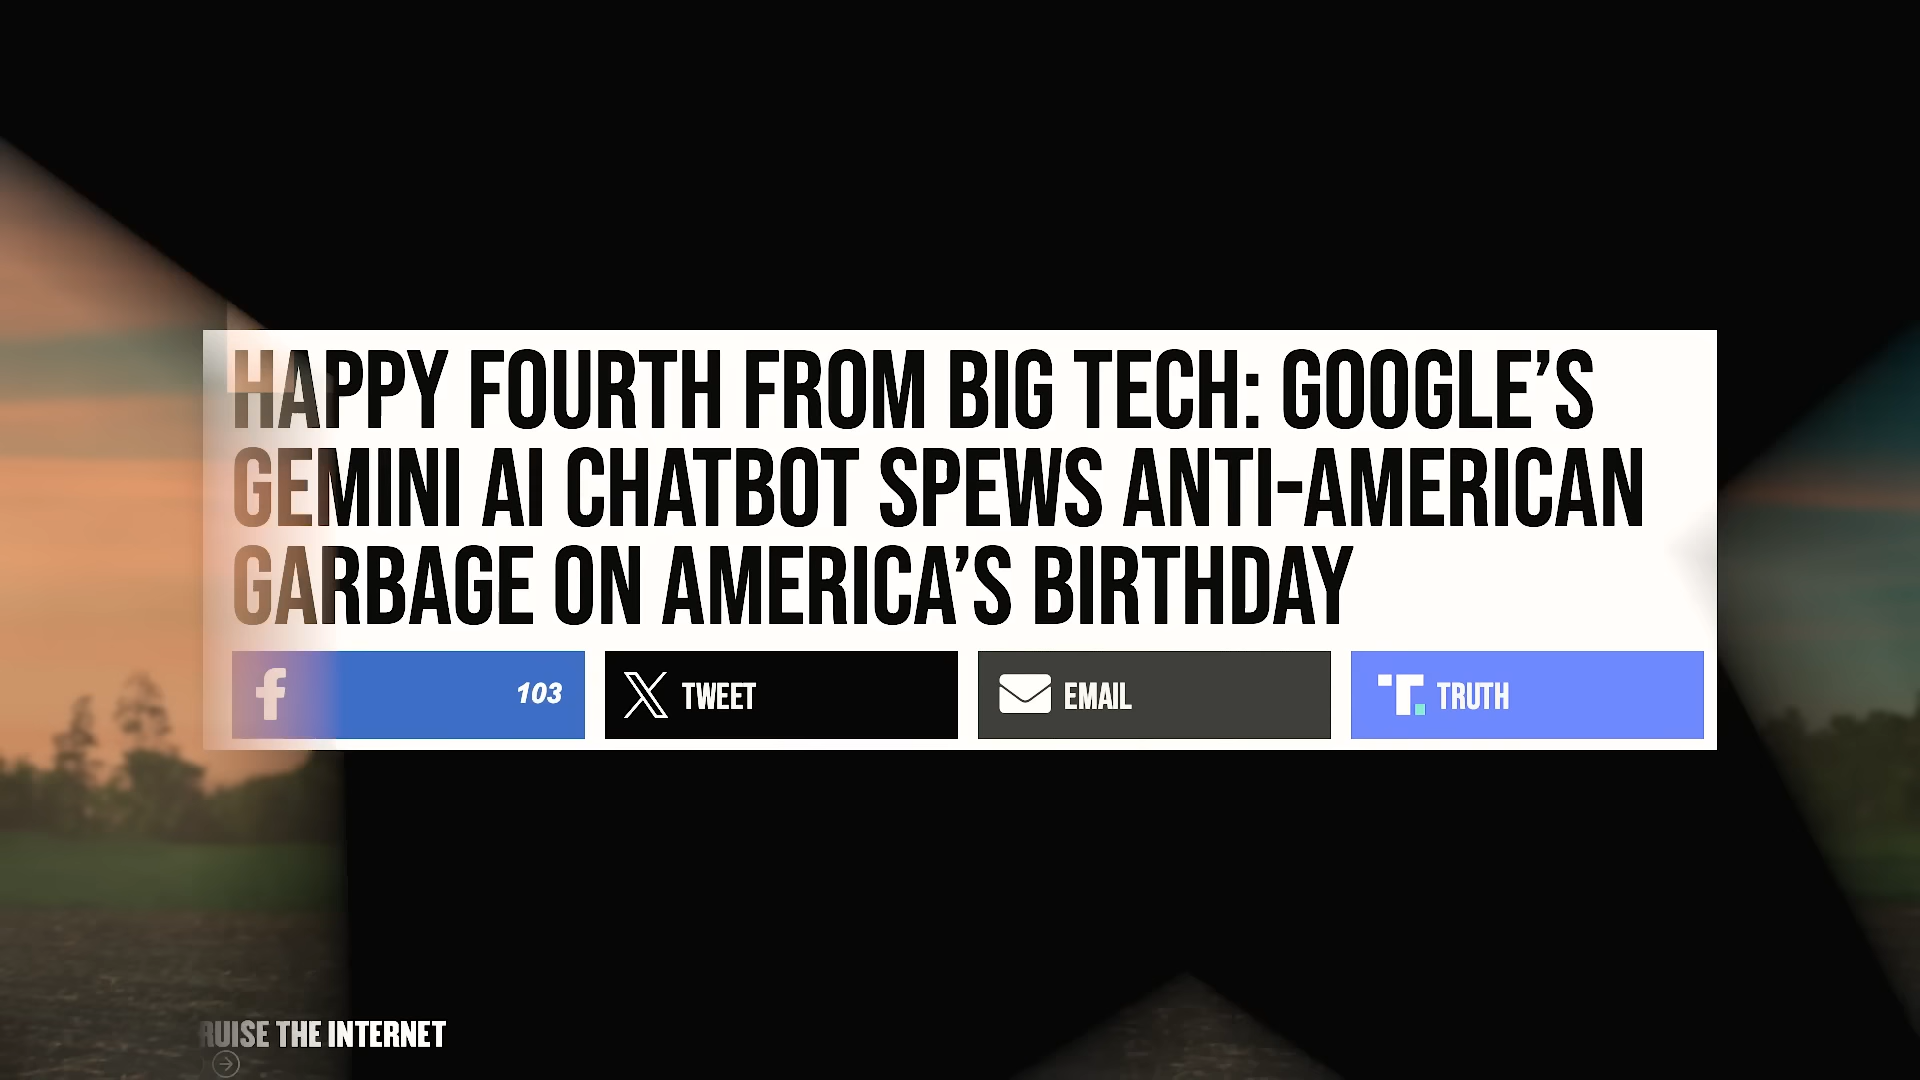 HAPPY FOURTH FROM BIG TECH: GOOGLE’S
GEMINI AI CHATBOT SPEWS ANTI-AMERICAN
GARBAGE ON AMERICA’S BIRTHDAY
103 TWEET EMAIL TRUTH
RUISE THE INTERNET